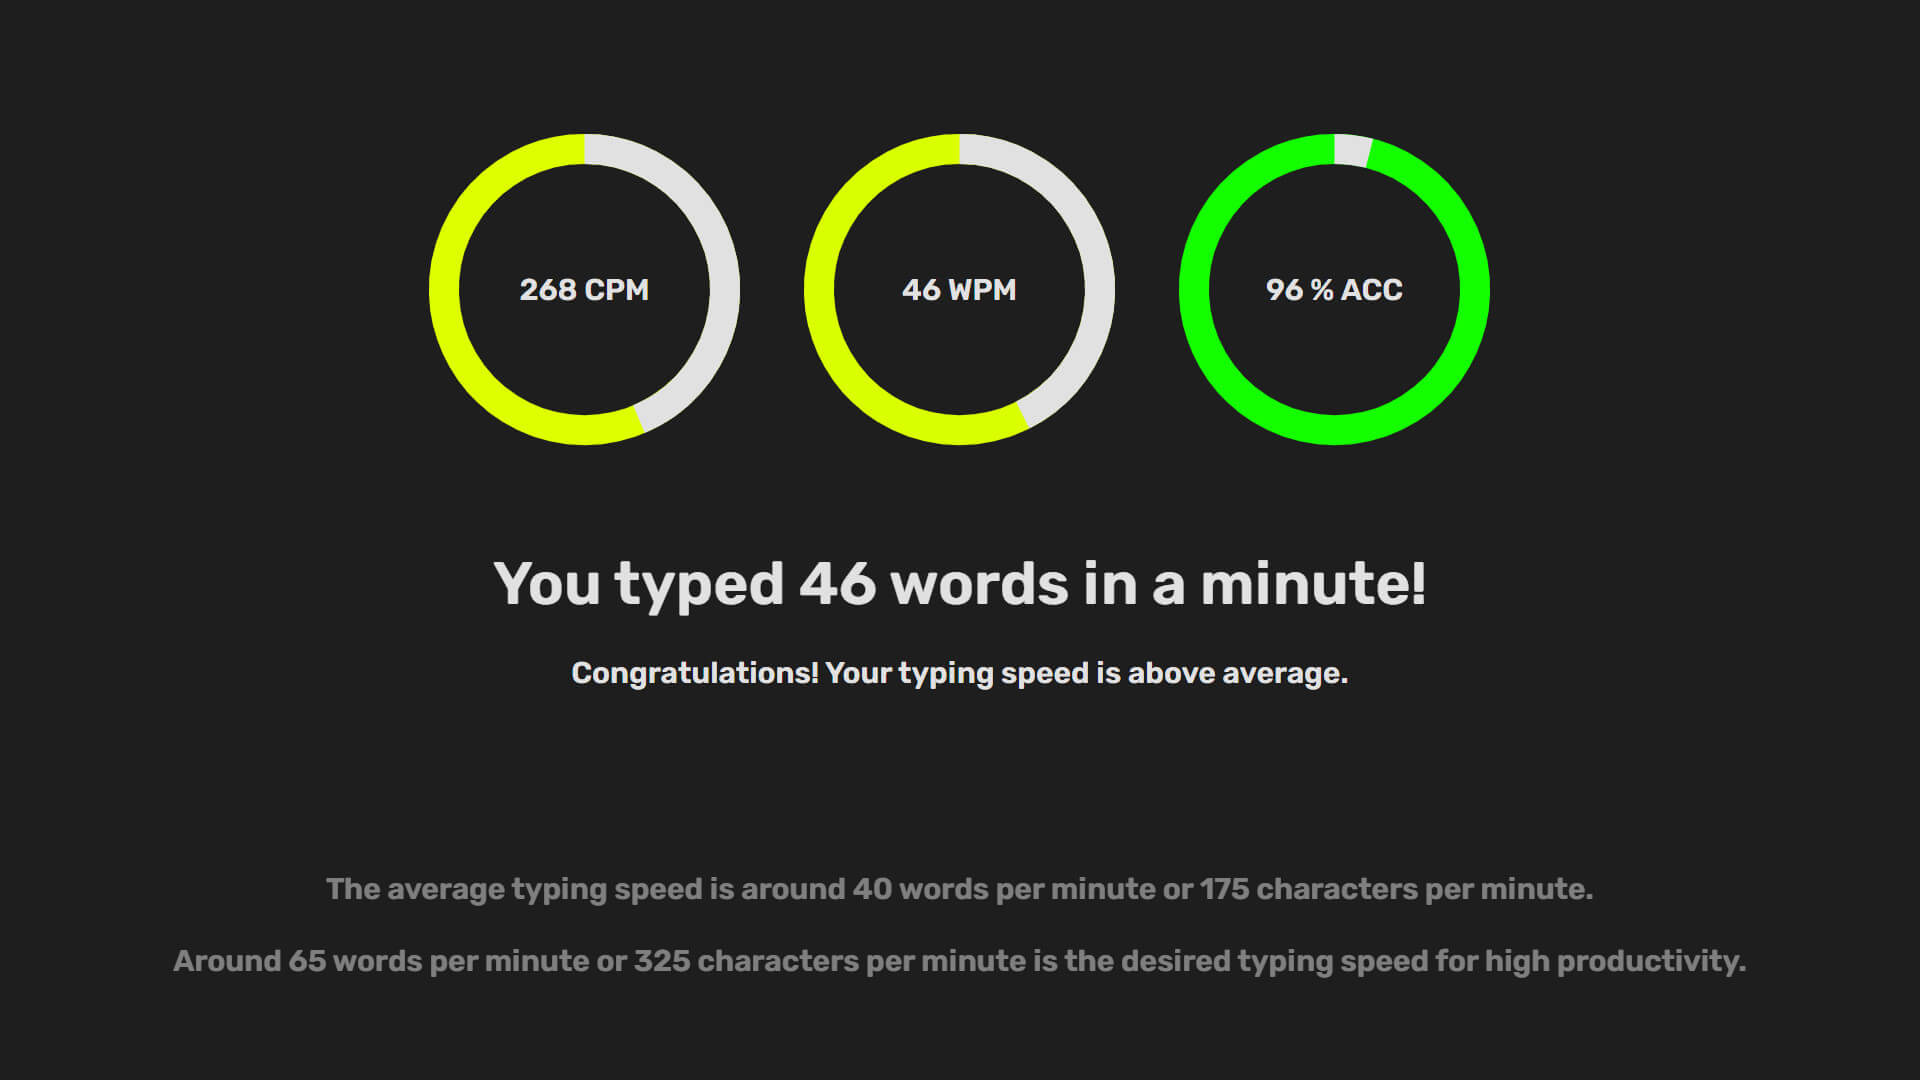 268 CPM
46 WPM
96 % ACC
You typed 46 words in a minute!
Congratulations! Your typing speed is above average.
The average typing speed is around 40 words per minute or 175 characters per minute.
Around 65 words per minute or 325 characters per minute is the desired typing speed for high productivity.